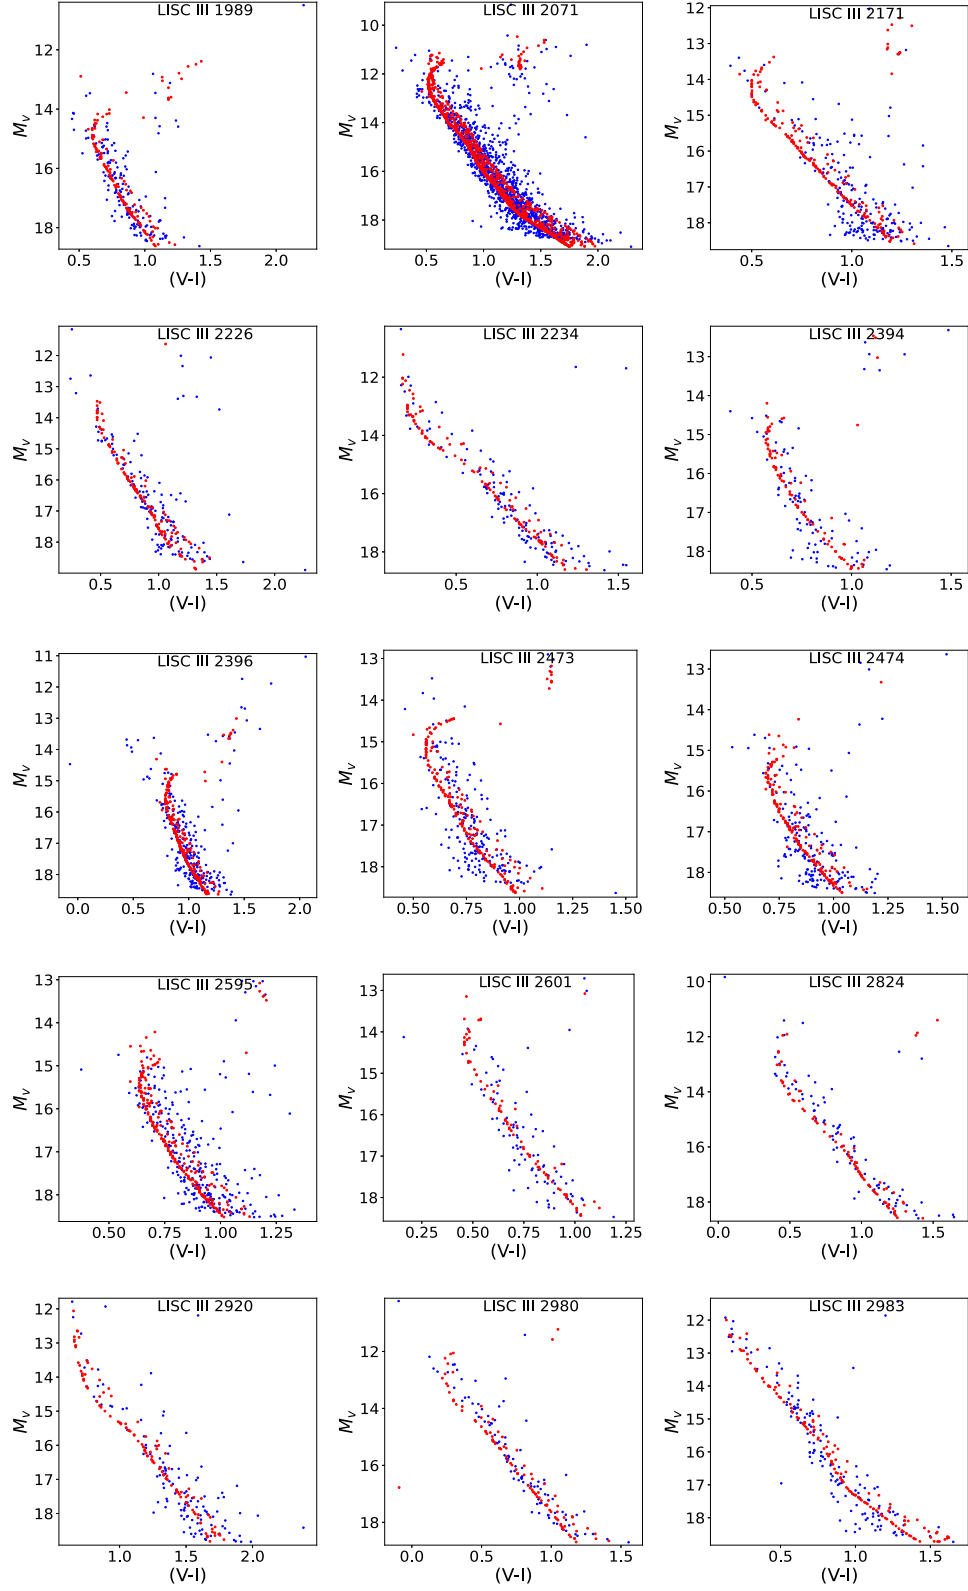 LISC III 1989
12
14
16
18
M_v
0.5 1.0 1.5 2.0
(V-I)
LISC III 2071
10
12
14
16
18
M_v
0.5 1.0 1.5 2.0
(V-I)
LISC III 2171
12
13
14
15
16
17
18
M_v
0.5 1.0 1.5
(V-I)
LISC III 2226
12
13
14
15
16
17
18
M_v
0.5 1.0 1.5 2.0
(V-I)
LISC III 2234
12
14
16
18
M_v
0.5 1.0 1.5
(V-I)
LISC III 2394
13
14
15
16
17
18
M_v
0.5 1.0 1.5
(V-I)
LISC III 2396
11
12
13
14
15
16
17
18
M_v
0.0 0.5 1.0 1.5 2.0
(V-I)
LISC III 2473
13
14
15
16
17
18
M_v
0.50 0.75 1.00 1.25 1.50
(V-I)
LISC III 2474
13
14
15
16
17
18
M_v
0.50 0.75 1.00 1.25 1.50
(V-I)
LISC III 2595
13
14
15
16
17
18
M_v
0.50 0.75 1.00 1.25
(V-I)
LISC III 2601
13
14
15
16
17
18
M_v
0.25 0.50 0.75 1.00 1.25
(V-I)
LISC III 2824
10
12
14
16
18
M_v
0.0 0.5 1.0 1.5
(V-I)
LISC III 2920
12
13
14
15
16
17
18
M_v
1.0 1.5 2.0
(V-I)
LISC III 2980
12
14
16
18
M_v
0.0 0.5 1.0 1.5
(V-I)
LISC III 2983
12
13
14
15
16
17
18
M_v
0.5 1.0 1.5
(V-I)